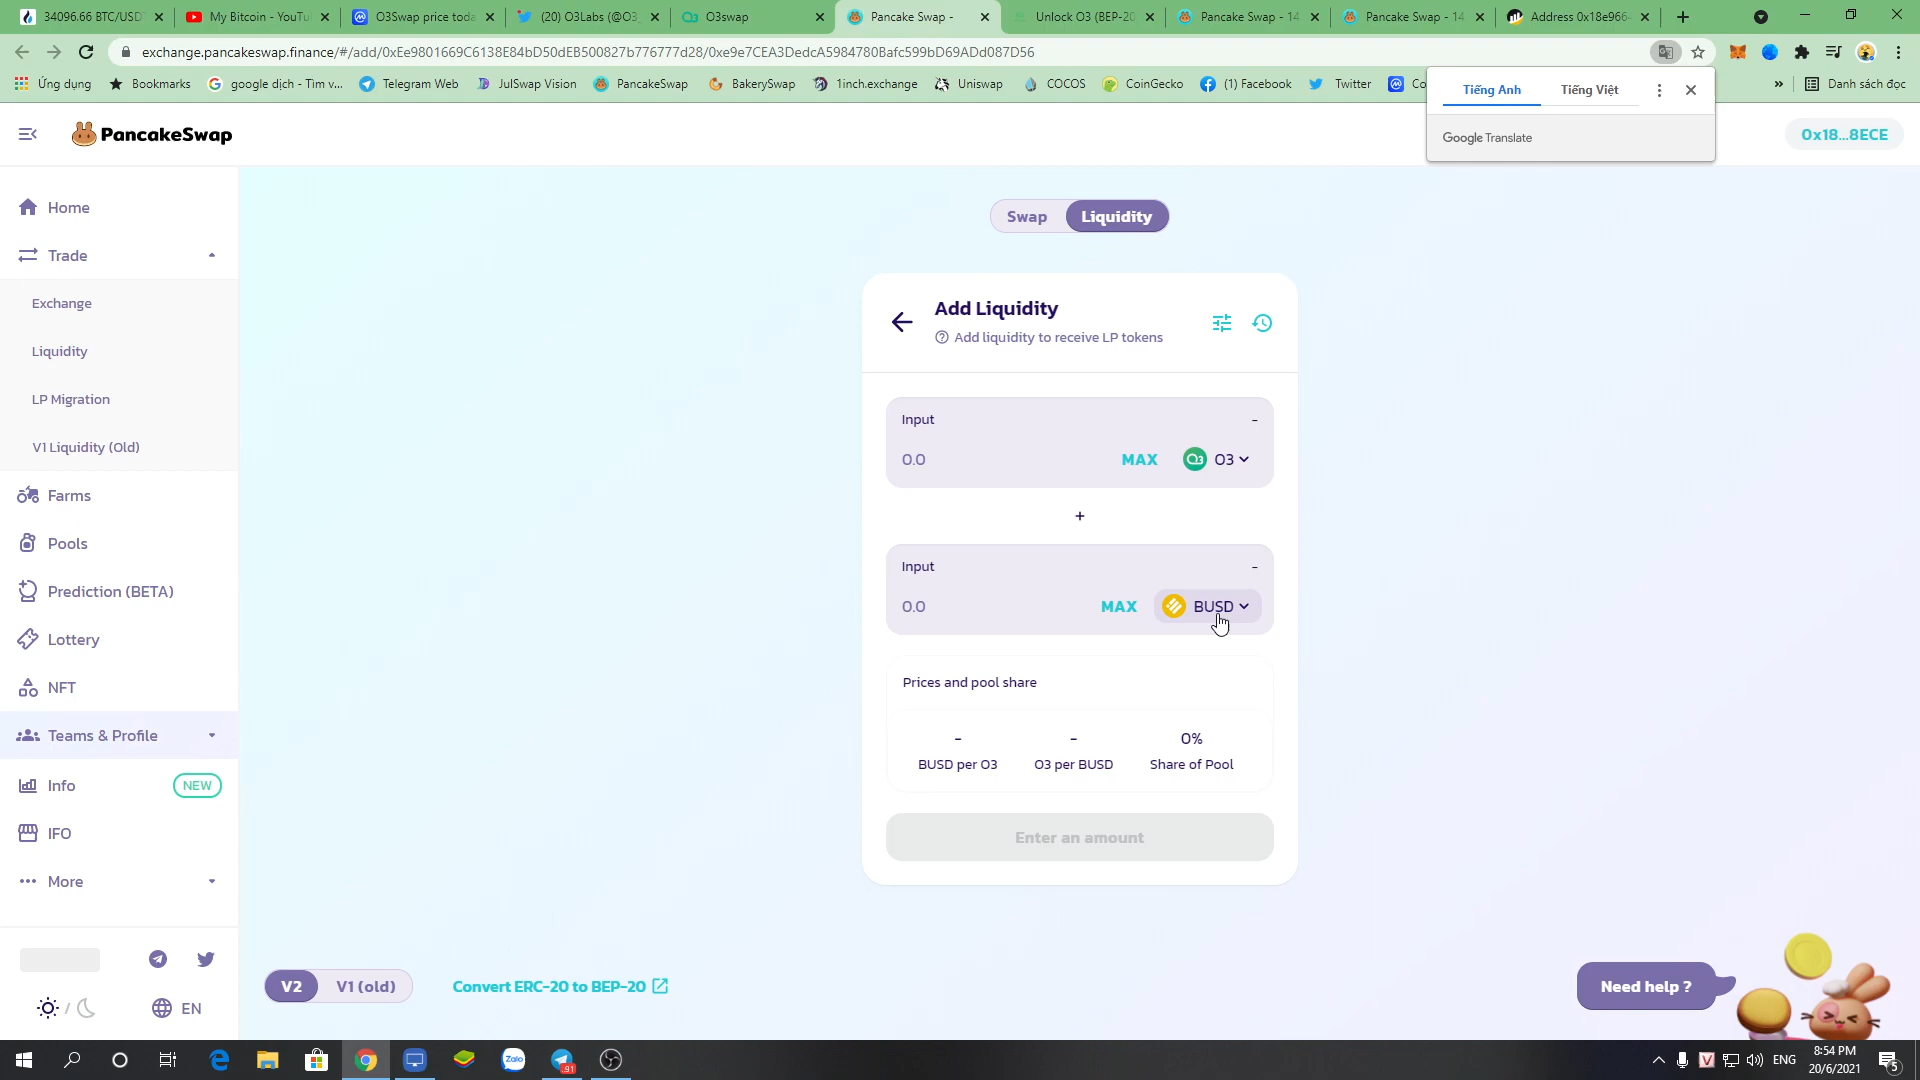 34096.66 BTC/USDT
My Bitcoin - YouTu
O3Swap price toda
(20) O3Labs (@O3_
O3swap
Pancake Swap -
Unlock O3 (BEP-20
Pancake Swap - 14
Pancake Swap - 14
Address 0x18e9664
exchange.pancakeswap.finance/#/add/0xEe9801669C6138E84bD50dEB500827b776777d28/0xe9e7CEA3DedcA5984780Bafc599bD69ADd087D56
Ứng dụng
Bookmarks
google dịch - Tìm v...
Telegram Web
JulSwap Vision
PancakeSwap
BakerySwap
1inch.exchange
Uniswap
COCOS
CoinGecko
(1) Facebook
Twitter
Co
»
Danh sách đọc
Tiếng Anh
Tiếng Việt
Google Translate
PancakeSwap
0x18...8ECE
Home
Trade
Exchange
Liquidity
LP Migration
V1 Liquidity (Old)
Farms
Pools
Prediction (BETA)
Lottery
NFT
Teams & Profile
Info
NEW
IFO
More
/
EN
Swap
Liquidity
Add Liquidity
Add liquidity to receive LP tokens
Input
-
0.0
MAX
O3
+
Input
-
0.0
MAX
BUSD
Prices and pool share
-
-
0%
BUSD per O3
O3 per BUSD
Share of Pool
Enter an amount
V2
V1 (old)
Convert ERC-20 to BEP-20
Need help ?
Zalo
91
V
ENG
8:54 PM
20/6/2021
5